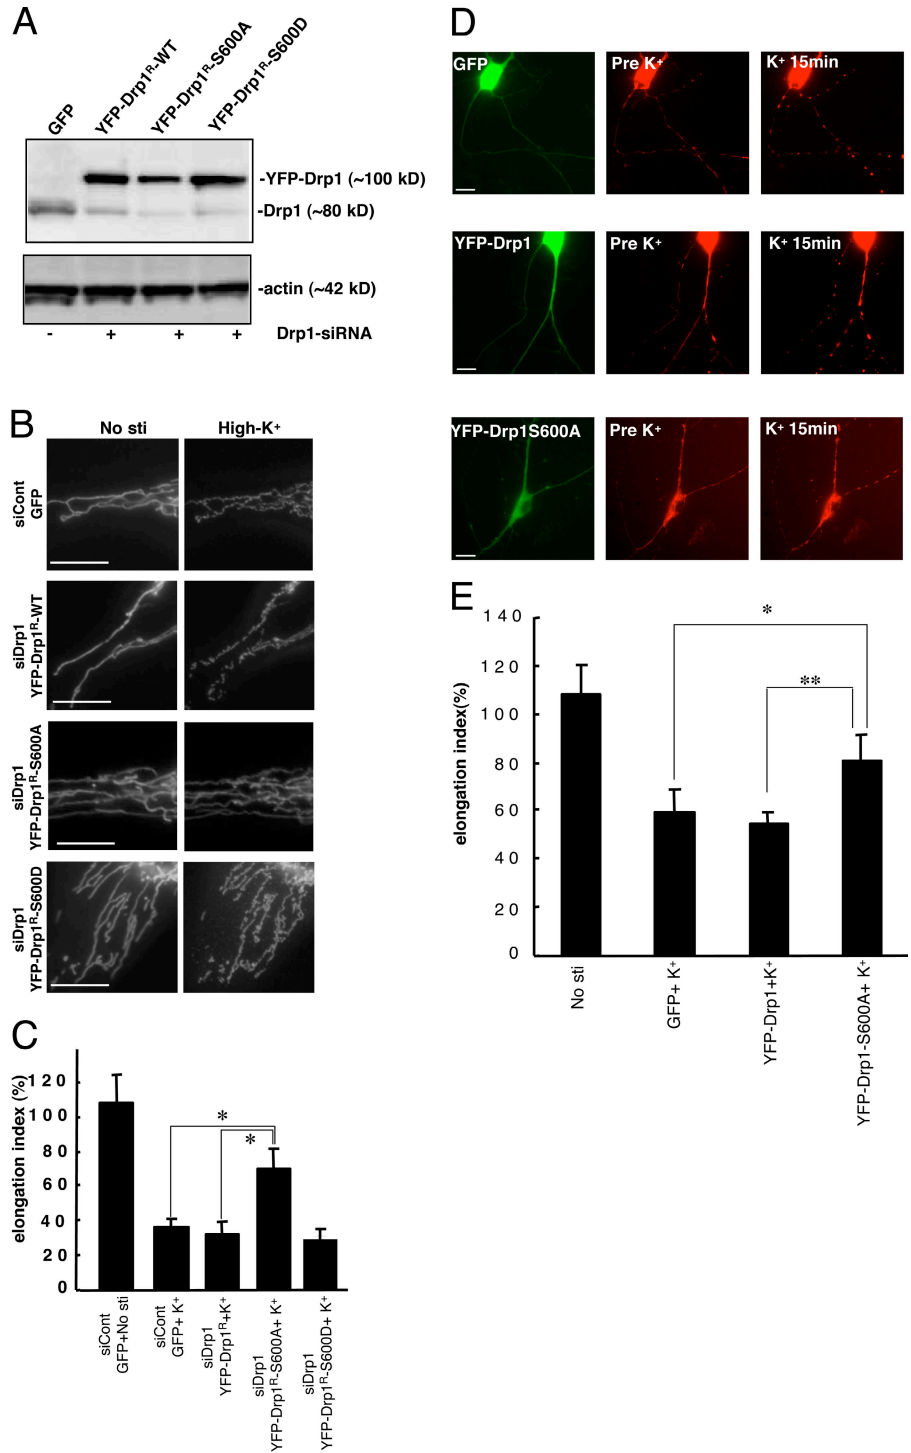 A
GFP
YFP-Drp1ᴿ-WT
YFP-Drp1ᴿ-S600A
YFP-Drp1ᴿ-S600D
-YFP-Drp1 (~100 kD)
-Drp1 (~80 kD)
-actin (~42 kD)
- + + + Drp1-siRNA
B
No sti High-K⁺
siCont
GFP
siDrp1
YFP-Drp1ᴿ-WT
siDrp1
YFP-Drp1ᴿ-S600A
siDrp1
YFP-Drp1ᴿ-S600D
C
elongation index (%)
120
100
80
60
40
20
0
*
*
siCont
GFP+No sti
siCont
GFP+ K⁺
siDrp1
YFP-Drp1ᴿ+K⁺
siDrp1
YFP-Drp1ᴿ-S600A+ K⁺
siDrp1
YFP-Drp1ᴿ-S600D+ K⁺
D
GFP Pre K⁺ K⁺ 15min
YFP-Drp1 Pre K⁺ K⁺ 15min
YFP-Drp1S600A Pre K⁺ K⁺ 15min
E
elongation index(%)
140
120
100
80
60
40
20
0
*
**
No sti
GFP+ K⁺
YFP-Drp1+K⁺
YFP-Drp1-S600A+ K⁺